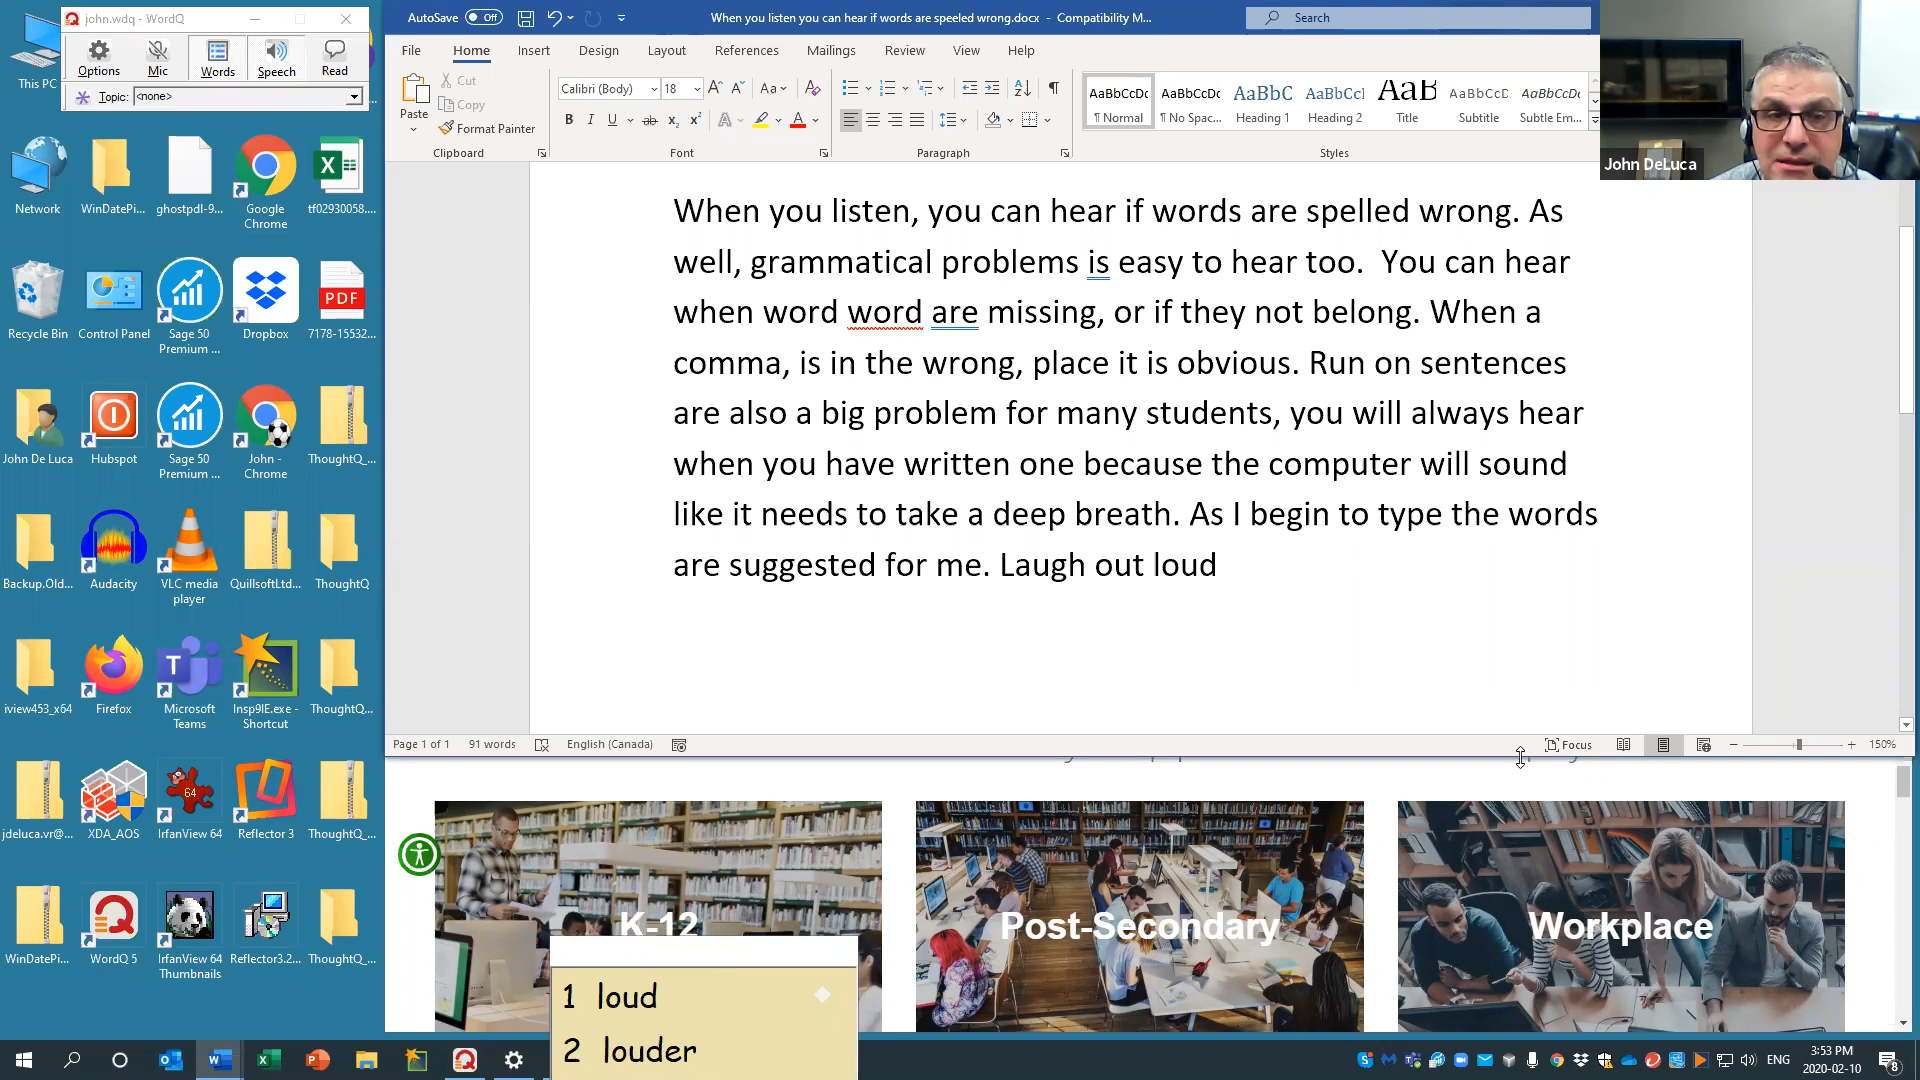 john.wdq - WordQ
Options Mic Words Speech Read
Topic: <none>
AutoSave Off When you listen you can hear if words are speeled wrong.docx - Compatibility M... Search
File Home Insert Design Layout References Mailings Review View Help
Paste Cut Copy Format Painter
Calibri (Body) 18
AaBbCcDc AaBbCcDc AaBbC AaBbCcI AaB AaBbCcD AaBbCcDc
¶ Normal ¶ No Spac... Heading 1 Heading 2 Title Subtitle Subtle Em...
Clipboard Font Paragraph Styles
John DeLuca
When you listen, you can hear if words are spelled wrong. As
well, grammatical problems is easy to hear too. You can hear
when word word are missing, or if they not belong. When a
comma, is in the wrong, place it is obvious. Run on sentences
are also a big problem for many students, you will always hear
when you have written one because the computer will sound
like it needs to take a deep breath. As I begin to type the words
are suggested for me. Laugh out loud
Page 1 of 1 91 words English (Canada) Focus 150%
This PC
Network WinDatePi... ghostpdl-9... Google Chrome tf02930058....
Recycle Bin Control Panel Sage 50 Premium ... Dropbox PDF 7178-15532...
John De Luca Hubspot Sage 50 Premium ... John - Chrome ThoughtQ_...
Backup.Old... Audacity VLC media player QuillsoftLtd... ThoughtQ
iview453_x64 Firefox Microsoft Teams Insp9IE.exe - Shortcut ThoughtQ...
jdeluca.vr@... XDA_AOS 64 IrfanView 64 Reflector 3 ThoughtQ_...
WinDatePi... WordQ 5 IrfanView 64 Thumbnails Reflector3.2... ThoughtQ_...
K-12 Post-Secondary Workplace
1 loud
2 louder
ENG 3:53 PM
2020-02-10 8